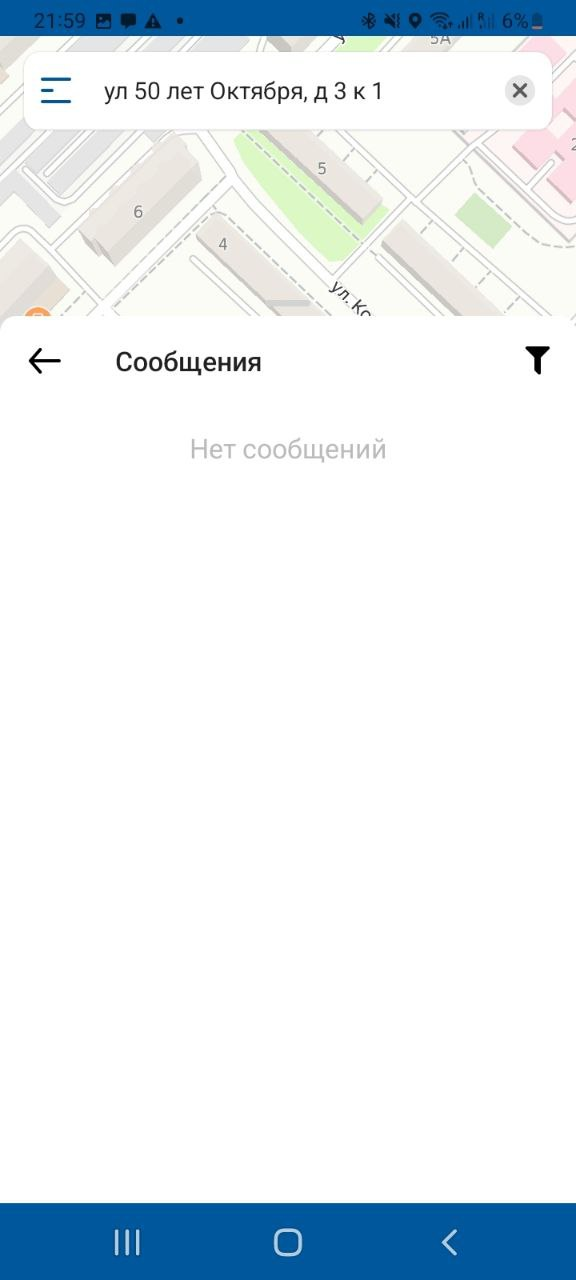 21:59
6%
5А
ул 50 лет Октября, д 3 к 1
5
6
4
ул. Ко
Сообщения
Нет сообщений